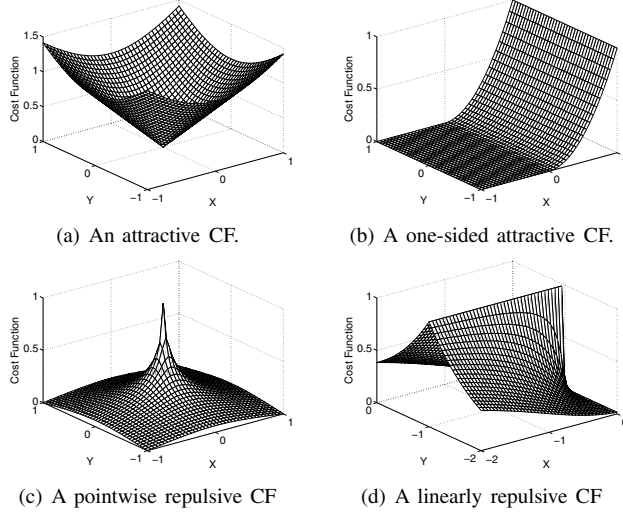 1.5
1
0.5
0
1
0
−1
−1
0
1
Cost Function
Y
X
(a) An attractive CF.
1
0.5
0
1
0
−1
−1
0
1
Cost Function
Y
X
(b) A one-sided attractive CF.
1
0.5
0
1
0
−1
−1
0
1
Cost Function
Y
X
(c) A pointwise repulsive CF
1
0.5
0
0
−1
−2
−2
−1
0
Cost Function
Y
X
(d) A linearly repulsive CF